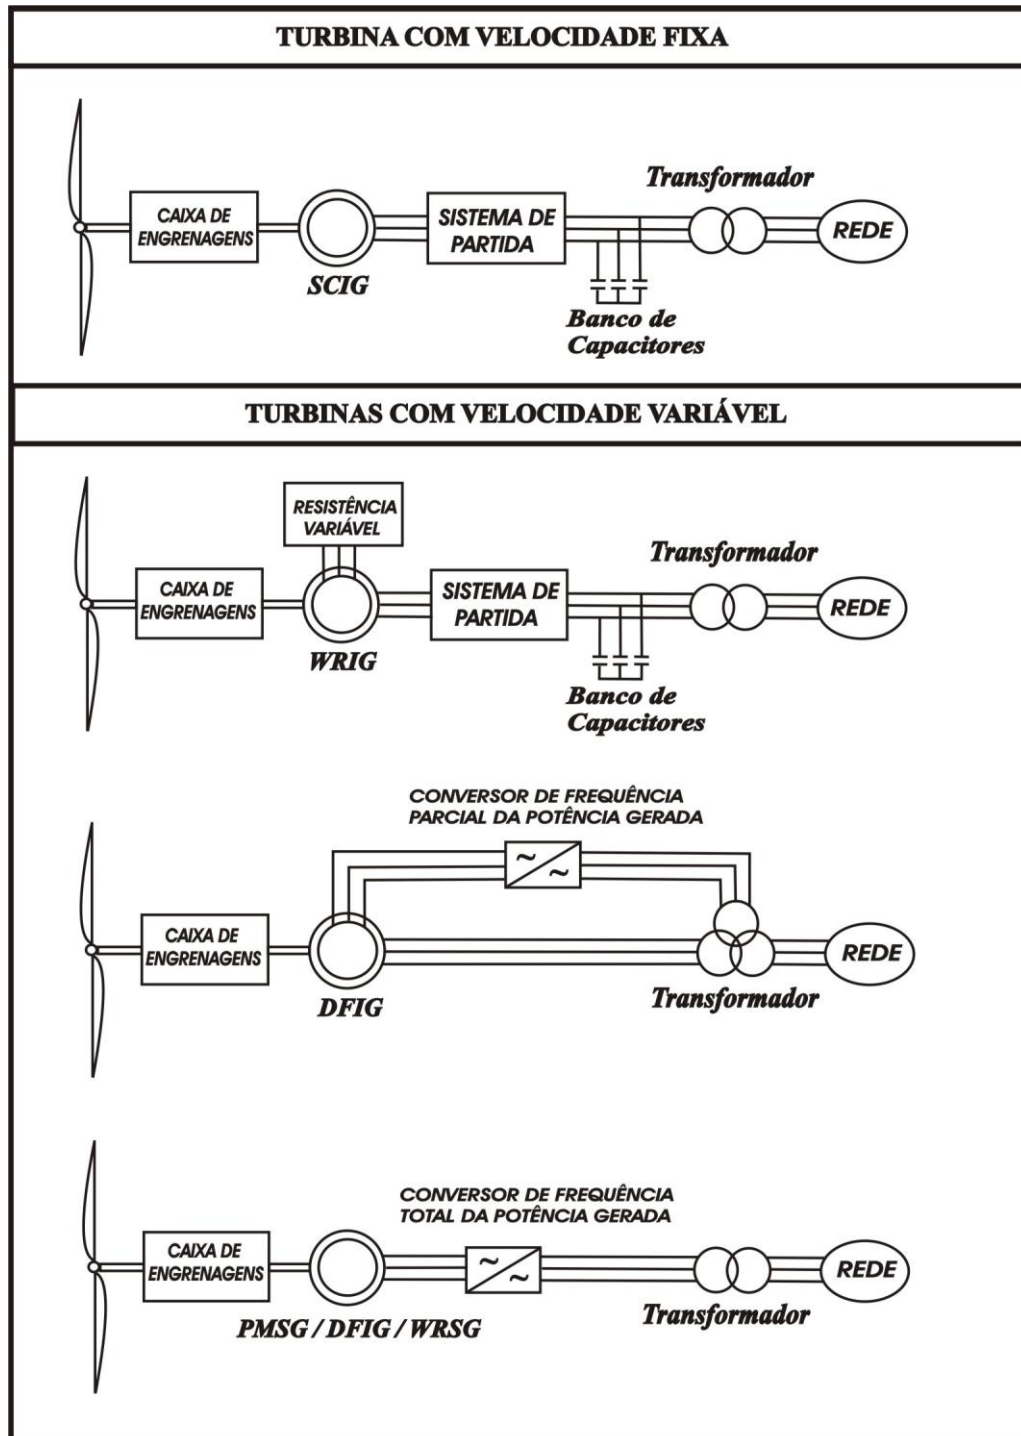 TURBINA COM VELOCIDADE FIXA
CAIXA DE
ENGRENAGENS
SCIG
SISTEMA DE
PARTIDA
Banco de
Capacitores
Transformador
REDE
TURBINAS COM VELOCIDADE VARIÁVEL
RESISTÊNCIA
VARIÁVEL
CAIXA DE
ENGRENAGENS
WRIG
SISTEMA DE
PARTIDA
Banco de
Capacitores
Transformador
REDE
CONVERSOR DE FREQUÊNCIA
PARCIAL DA POTÊNCIA GERADA
~
~
CAIXA DE
ENGRENAGENS
DFIG
Transformador
REDE
CONVERSOR DE FREQUÊNCIA
TOTAL DA POTÊNCIA GERADA
CAIXA DE
ENGRENAGENS
~
~
PMSG / DFIG / WRSG
Transformador
REDE